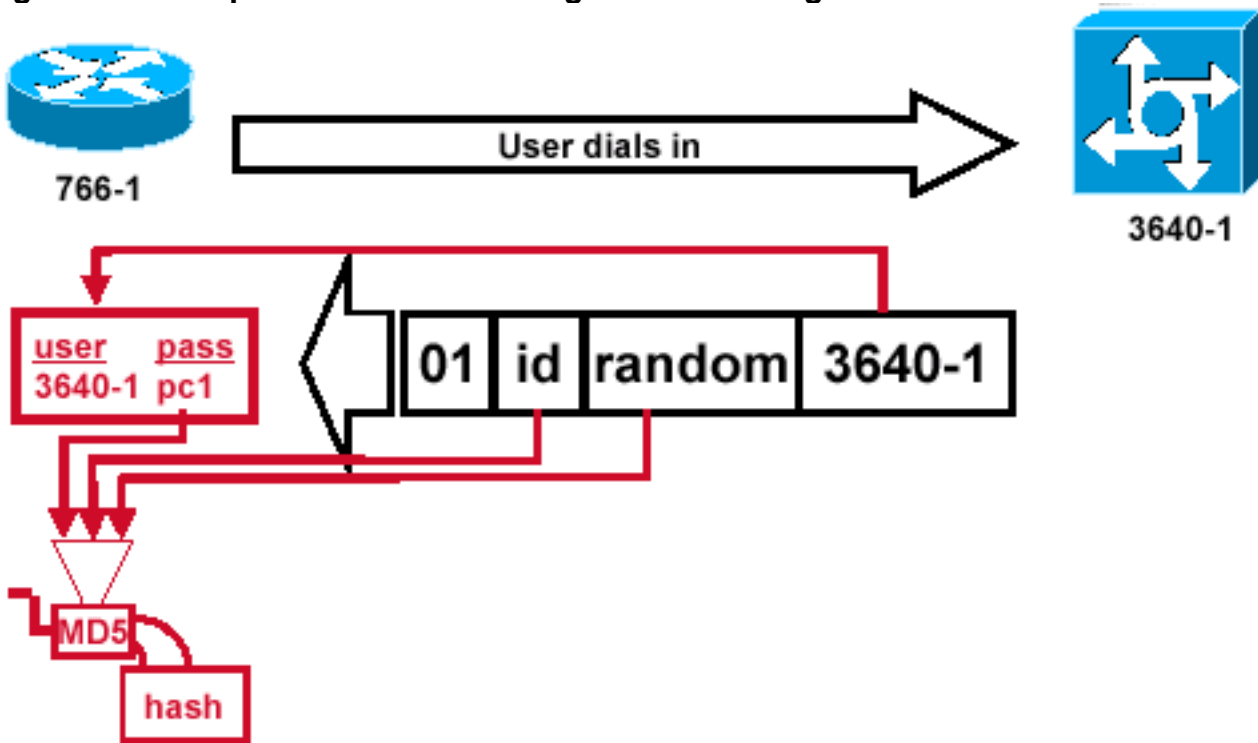 User dials in
766-1
3640-1
user pass
3640-1 pc1
01 id random 3640-1
MD5
hash